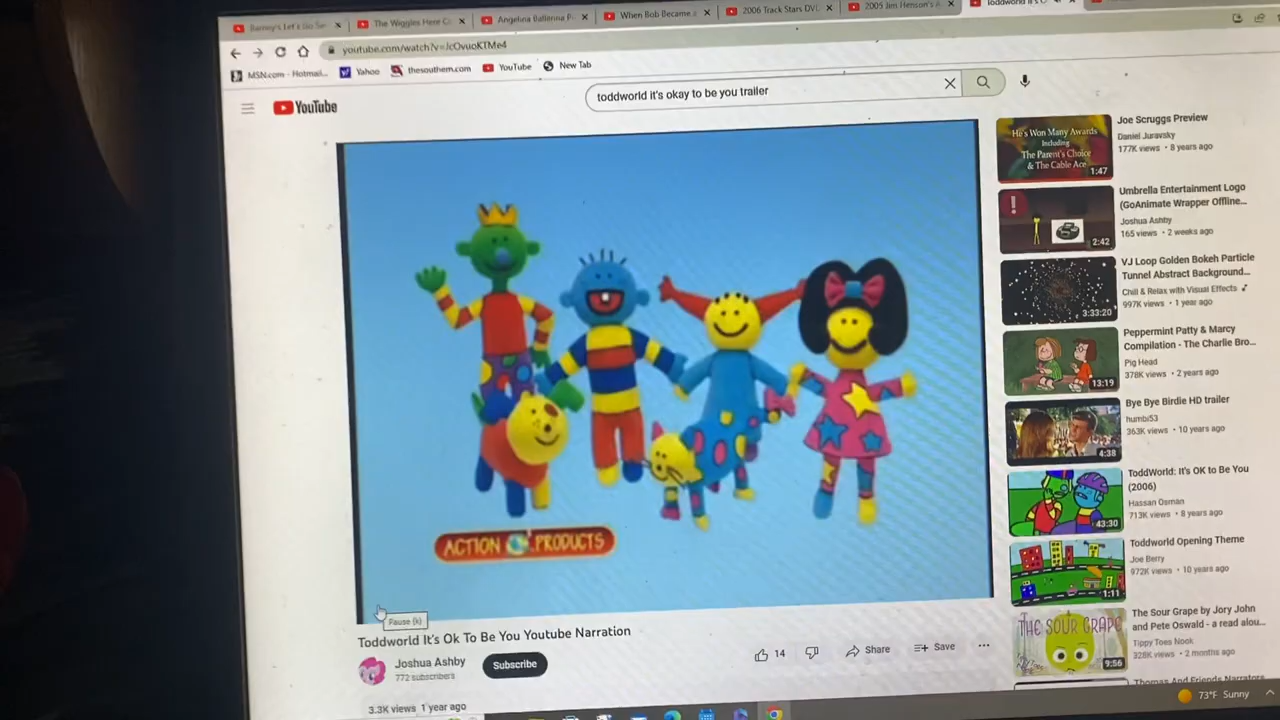 Barney's Let's Go
The Wiggles Here
Angelina Ballerina
When Bob Became
2006 Track Stars DVD
2005 Jim Henson's
youtube.com/watch?v=JcOvuoKTMe4
MSN.com - Hotmail...
Yahoo
thesouthern.com
YouTube
New Tab
YouTube
toddworld it's okay to be you trailer
ACTION PRODUCTS
Pause (k)
Toddworld It's Ok To Be You Youtube Narration
Joshua Ashby
772 subscribers
Subscribe
14
Share
Save
3.3K views 1 year ago
He's Won Many Awards
Including
The Parent's Choice
& The Cable Ace
1:47
Joe Scruggs Preview
Daniel Juravsky
177K views • 8 years ago
2:42
Umbrella Entertainment Logo
(GoAnimate Wrapper Offline...
Joshua Ashby
165 views • 2 weeks ago
3:33:20
VJ Loop Golden Bokeh Particle
Tunnel Abstract Background...
Chill & Relax with Visual Effects
997K views • 1 year ago
13:19
Peppermint Patty & Marcy
Compilation - The Charlie Bro...
Pig Head
378K views • 2 years ago
4:38
Bye Bye Birdie HD trailer
humbi53
363K views • 10 years ago
43:30
ToddWorld: It's OK to Be You
(2006)
Hassan Osman
713K views • 8 years ago
1:11
Toddworld Opening Theme
Joe Berry
972K views • 10 years ago
THE SOUR GRAPE
9:56
The Sour Grape by Jory John
and Pete Oswald - a read alou...
Tippy Toes Nook
328K views • 2 months ago
Thomas And Friends Narrators
73°F Sunny